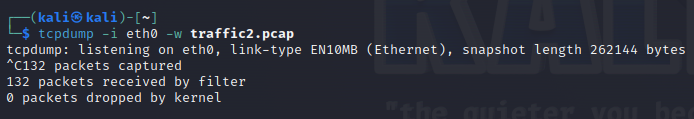 ┌──(kali㉿kali)-[~]
└─$ tcpdump -i eth0 -w traffic2.pcap
tcpdump: listening on eth0, link-type EN10MB (Ethernet), snapshot length 262144 bytes
^C132 packets captured
132 packets received by filter
0 packets dropped by kernel
"the quieter you be